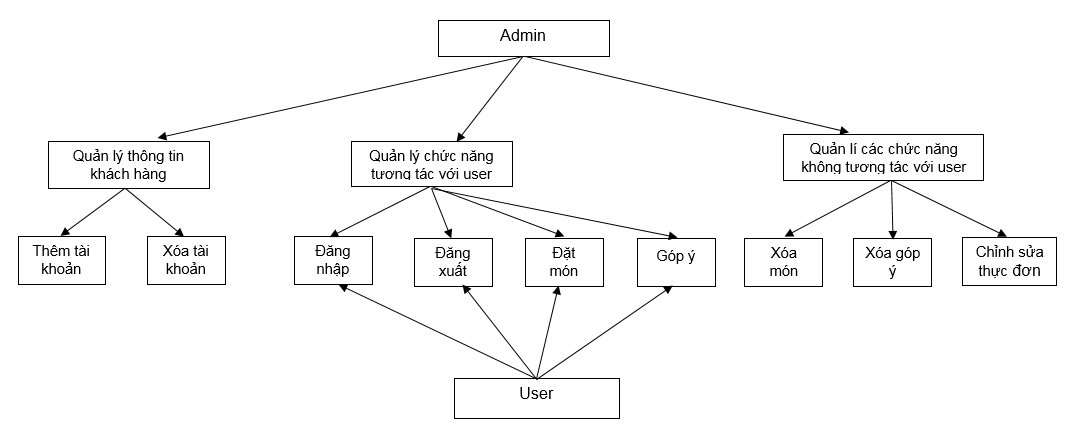 Admin
Quản lý thông tin
khách hàng
Quản lý chức năng
tương tác với user
Quản lí các chức năng
không tương tác với user
Thêm tài
khoản
Xóa tài
khoản
Đăng
nhập
Đăng
xuất
Đặt
món
Góp ý
Xóa
món
Xóa góp
ý
Chỉnh sửa
thực đơn
User